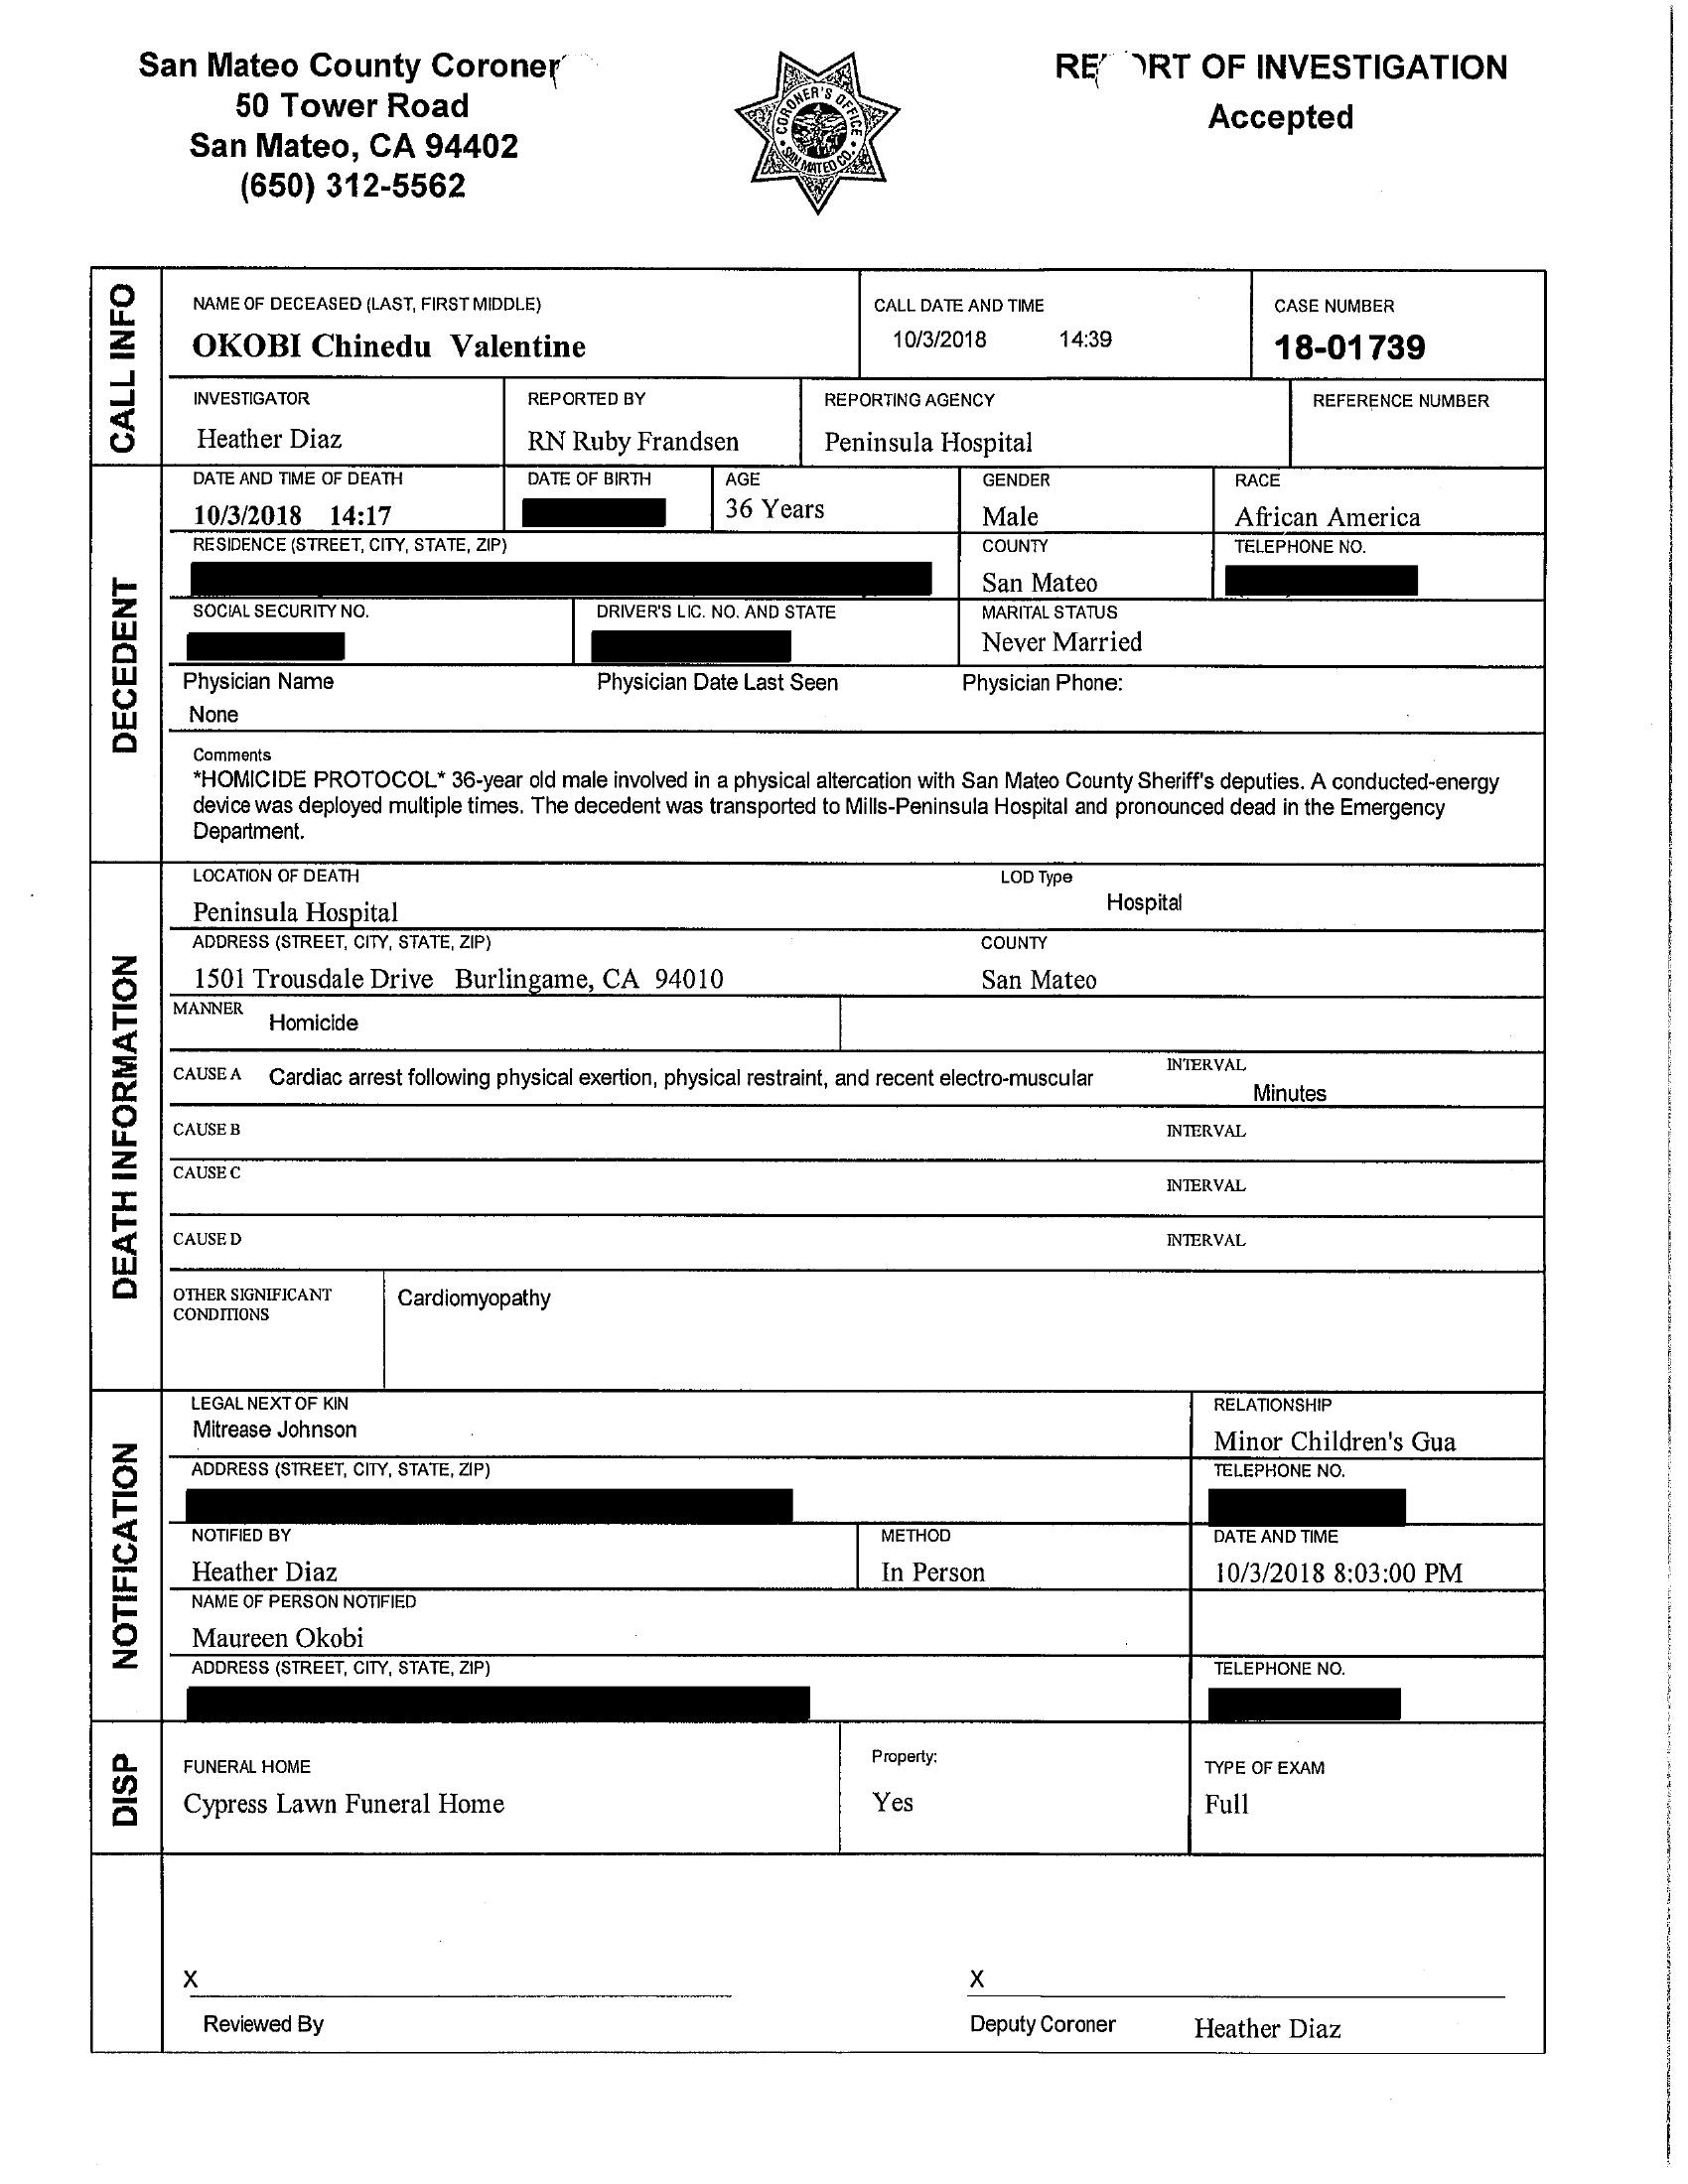 San Mateo County Coroner
50 Tower Road
San Mateo, CA 94402
(650) 312-5562
CORONER'S OFFICE
SAN MATEO CO.
OF INVESTIGATION
Accepted
CALL INFO
NAME OF DECEASED (LAST, FIRST MIDDLE)
CALL DATE AND TIME
CASE NUMBER
OKOBI Chinedu Valentine
10/3/2018 14:39
18-01739
INVESTIGATOR
REPORTED BY
REPORTING AGENCY
REFERENCE NUMBER
Heather Diaz
RN Ruby Frandsen
Peninsula Hospital
DECEDENT
DATE AND TIME OF DEATH
DATE OF BIRTH
AGE
GENDER
RACE
10/3/2018 14:17
36 Years
Male
African America
RESIDENCE (STREET, CITY, STATE, ZIP)
COUNTY
TELEPHONE NO.
San Mateo
SOCIAL SECURITY NO.
DRIVER'S LIC. NO. AND STATE
MARITAL STATUS
Never Married
Physician Name
Physician Date Last Seen
Physician Phone:
None
Comments
*HOMICIDE PROTOCOL* 36-year old male involved in a physical altercation with San Mateo County Sheriff's deputies. A conducted-energy
device was deployed multiple times. The decedent was transported to Mills-Peninsula Hospital and pronounced dead in the Emergency
Department.
DEATH INFORMATION
LOCATION OF DEATH
LOD Type
Peninsula Hospital
Hospital
ADDRESS (STREET, CITY, STATE, ZIP)
COUNTY
1501 Trousdale Drive Burlingame, CA 94010
San Mateo
MANNER
Homicide
CAUSE A
Cardiac arrest following physical exertion, physical restraint, and recent electro-muscular
INTERVAL
Minutes
CAUSE B
INTERVAL
CAUSE C
INTERVAL
CAUSE D
INTERVAL
OTHER SIGNIFICANT
CONDITIONS
Cardiomyopathy
NOTIFICATION
LEGAL NEXT OF KIN
RELATIONSHIP
Mitrease Johnson
Minor Children's Gua
ADDRESS (STREET, CITY, STATE, ZIP)
TELEPHONE NO.
NOTIFIED BY
METHOD
DATE AND TIME
Heather Diaz
In Person
10/3/2018 8:03:00 PM
NAME OF PERSON NOTIFIED
Maureen Okobi
ADDRESS (STREET, CITY, STATE, ZIP)
TELEPHONE NO.
DISP
FUNERAL HOME
Property:
TYPE OF EXAM
Cypress Lawn Funeral Home
Yes
Full
X
X
Reviewed By
Deputy Coroner Heather Diaz